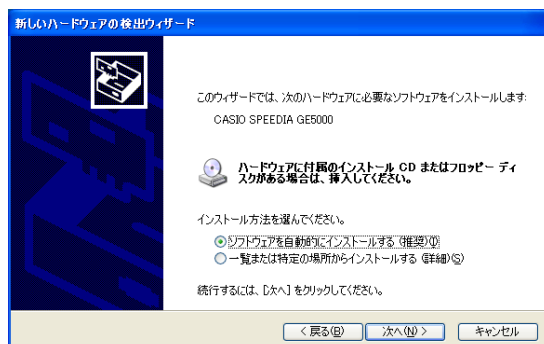 新しいハードウェアの検出ウィザード
このウィザードでは、次のハードウェアに必要なソフトウェアをインストールします:
CASIO SPEEDIA GE5000
ハードウェアに付属のインストール CD またはフロッピー ディ
スクがある場合は、挿入してください。
インストール方法を選んでください。
ソフトウェアを自動的にインストールする (推奨)(I)
一覧または特定の場所からインストールする (詳細)(S)
続行するには、[次へ] をクリックしてください。
< 戻る(B) 次へ(N) > キャンセル